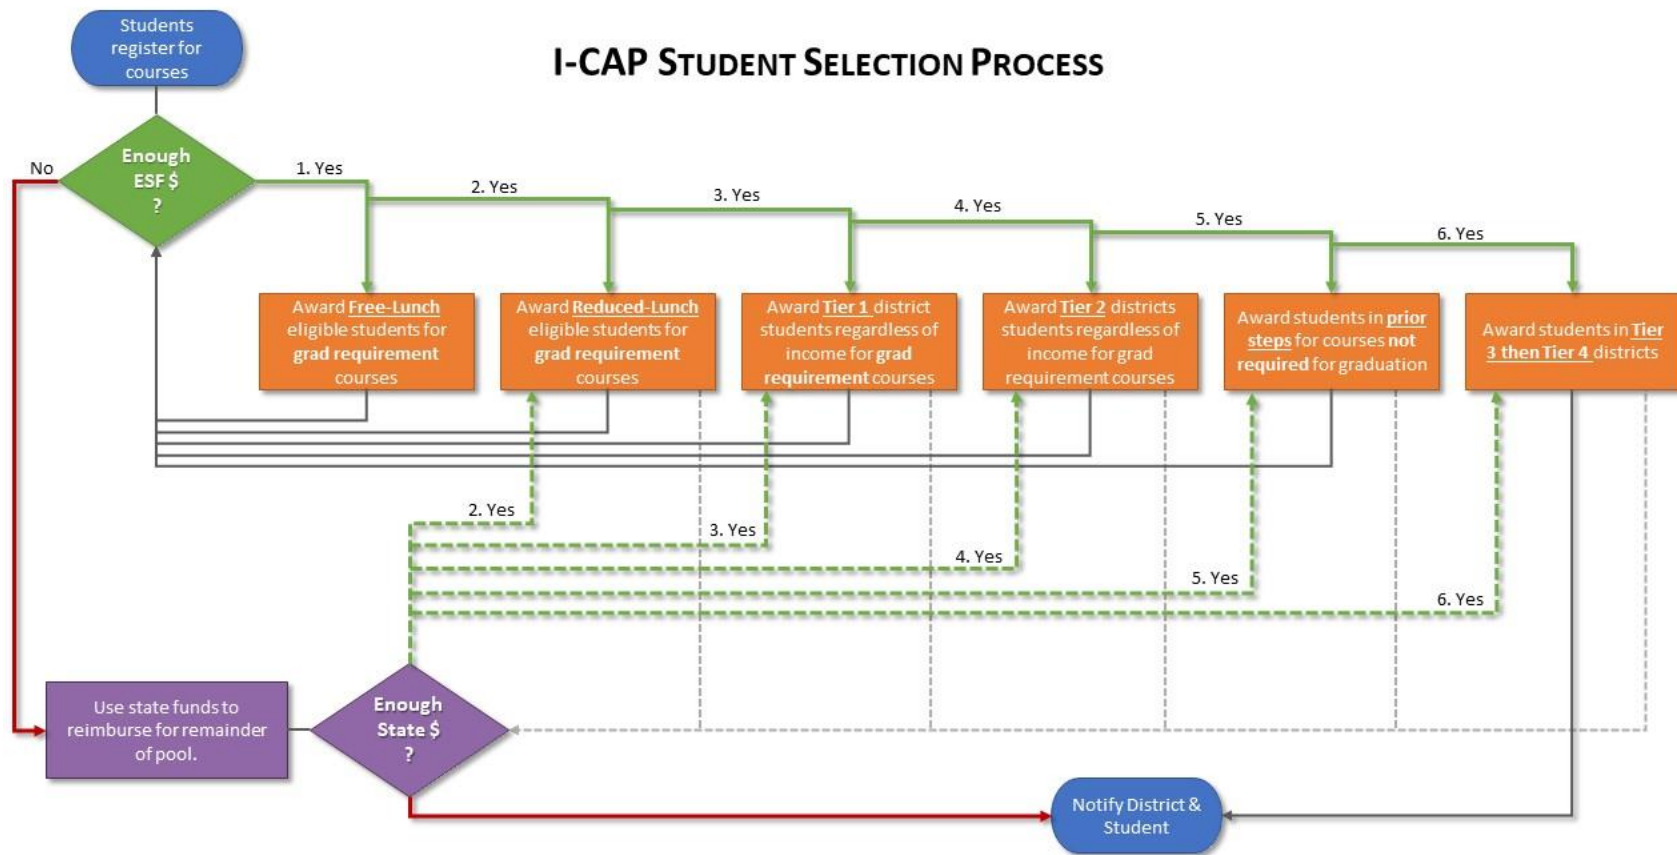 Students
register for
courses
I-CAP STUDENT SELECTION PROCESS
No
Enough
ESF $
?
1. Yes
2. Yes
3. Yes
4. Yes
5. Yes
6. Yes
Award Free-Lunch
eligible students for
grad requirement
courses
Award Reduced-Lunch
eligible students for
grad requirement
courses
Award Tier 1 district
students regardless of
income for grad
requirement courses
Award Tier 2 districts
students regardless of
income for grad
requirement courses
Award students in prior
steps for courses not
required for graduation
Award students in Tier
3 then Tier 4 districts
2. Yes
3. Yes
4. Yes
5. Yes
6. Yes
Use state funds to
reimburse for remainder
of pool.
Enough
State $
?
Notify District &
Student